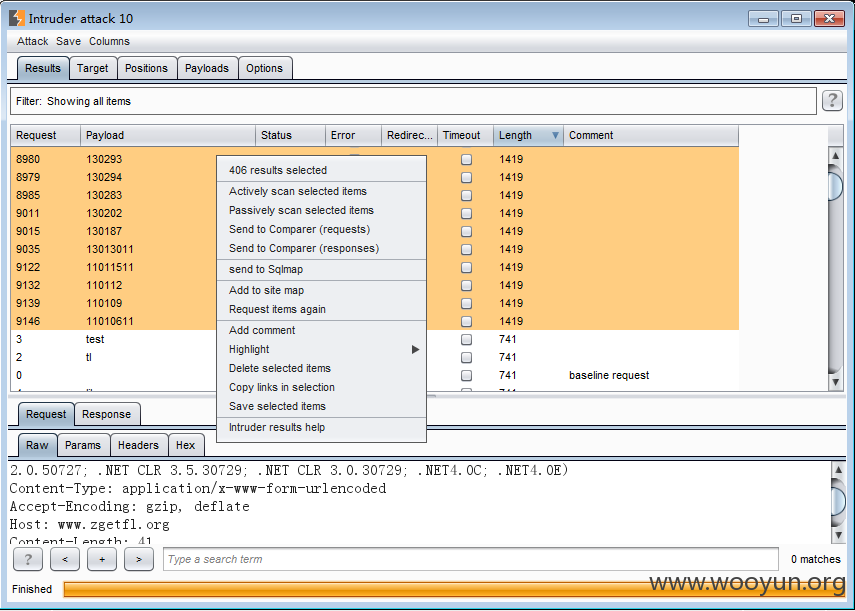 Intruder attack 10
Attack Save Columns
Results Target Positions Payloads Options
Filter: Showing all items
?
Request Payload Status Error Redirec... Timeout Length Comment
8980 130293 1419
8979 130294 1419
8985 130283 1419
9011 130202 1419
9015 130187 1419
9035 13013011 1419
9122 11011511 1419
9132 110112 1419
9139 110109 1419
9146 11010611 1419
3 test 741
2 tl 741
0 741 baseline request
406 results selected
Actively scan selected items
Passively scan selected items
Send to Comparer (requests)
Send to Comparer (responses)
send to Sqlmap
Add to site map
Request items again
Add comment
Highlight
Delete selected items
Copy links in selection
Save selected items
Intruder results help
Request Response
Raw Params Headers Hex
2.0.50727; .NET CLR 3.5.30729; .NET CLR 3.0.30729; .NET4.0C; .NET4.0E)
Content-Type: application/x-www-form-urlencoded
Accept-Encoding: gzip, deflate
Host: www.zgetfl.org
Content-Length: 41
? < + > Type a search term 0 matches
Finished
www.wooyun.org